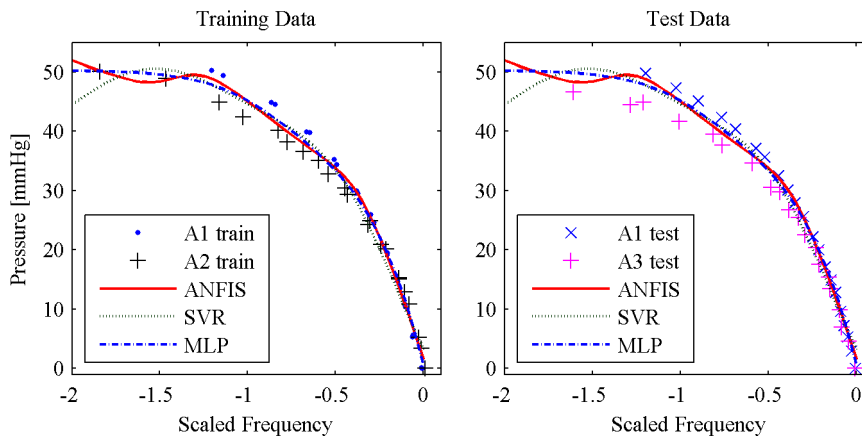 Training Data
Pressure [mmHg]
50
40
30
20
10
0
A1 train
A2 train
ANFIS
SVR
MLP
-2
-1.5
-1
-0.5
0
Scaled Frequency
Test Data
50
40
30
20
10
0
A1 test
A3 test
ANFIS
SVR
MLP
-2
-1.5
-1
-0.5
0
Scaled Frequency